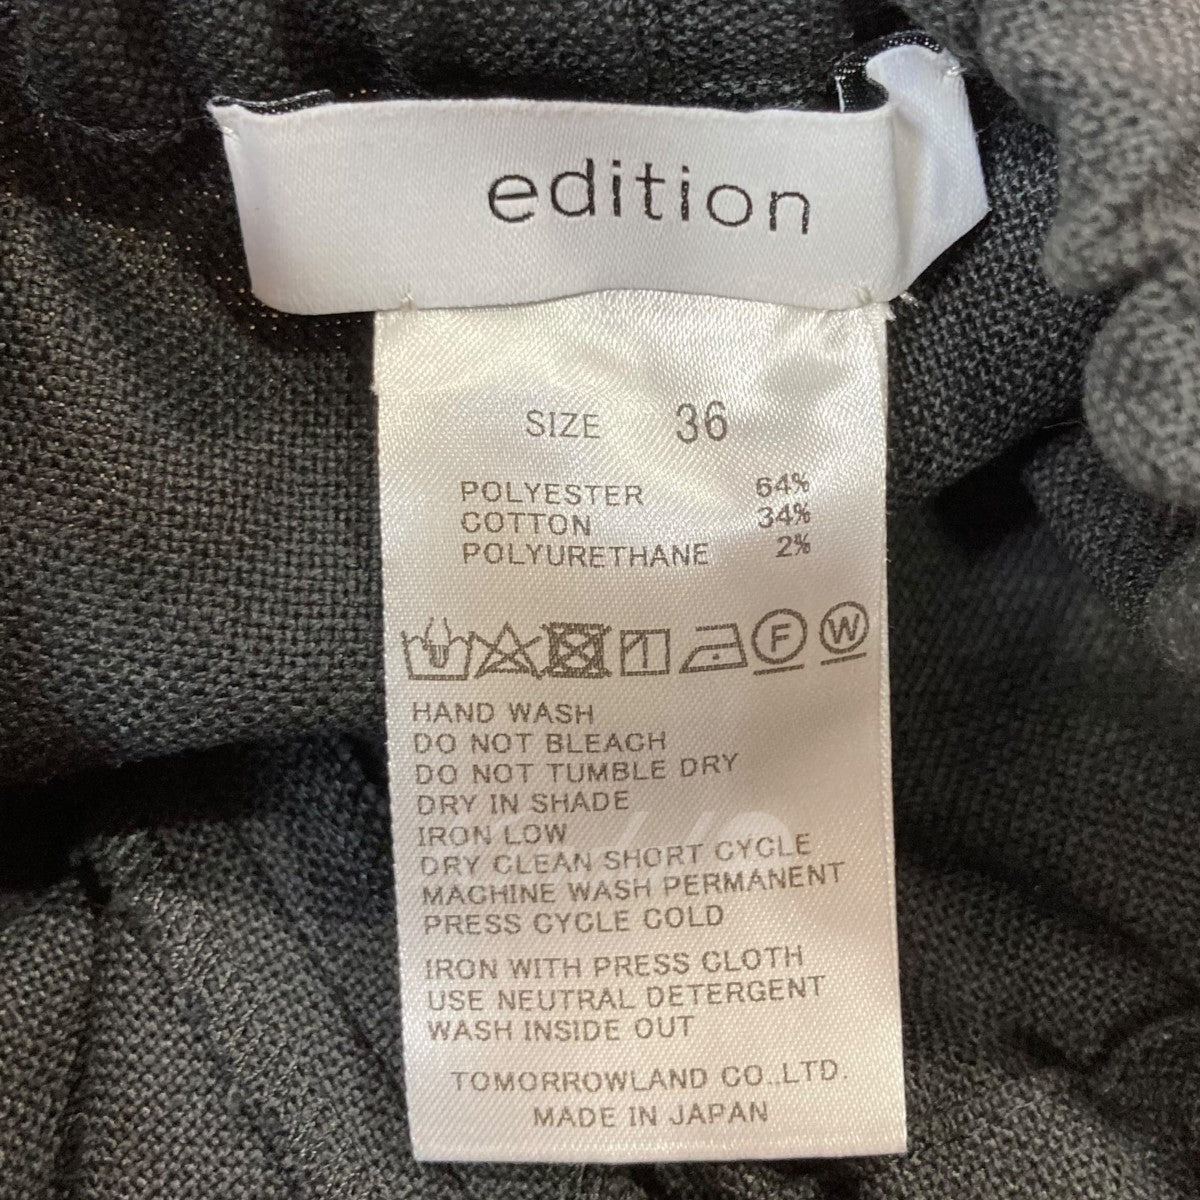 edition
SIZE 36
POLYESTER 64%
COTTON 34%
POLYURETHANE 2%
F W
HAND WASH
DO NOT BLEACH
DO NOT TUMBLE DRY
DRY IN SHADE
IRON LOW
DRY CLEAN SHORT CYCLE
MACHINE WASH PERMANENT
PRESS CYCLE COLD
IRON WITH PRESS CLOTH
USE NEUTRAL DETERGENT
WASH INSIDE OUT
TOMORROWLAND CO.,LTD.
MADE IN JAPAN